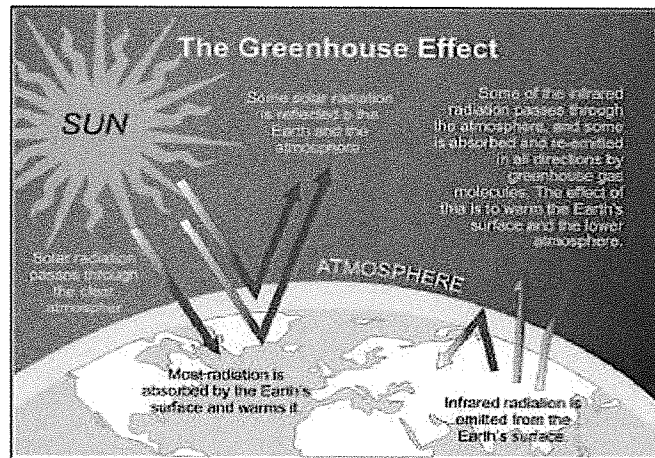 The Greenhouse Effect
SUN
Some solar radiation
is reflected b the
Earth and the
atmosphere
Some of the infrared
radiation passes through
the atmosphere, and some
is absorbed and re-emitted
in all directions by
greenhouse gas
molecules. The effect of
this is to warm the Earth's
surface and the lower
atmosphere.
Solar radiation
passes through
the clear
atmospher
ATMOSPHERE
Most radiation is
absorbed by the Earth's
surface and warms it
Infrared radiation is
omitted from the
Earth's surface